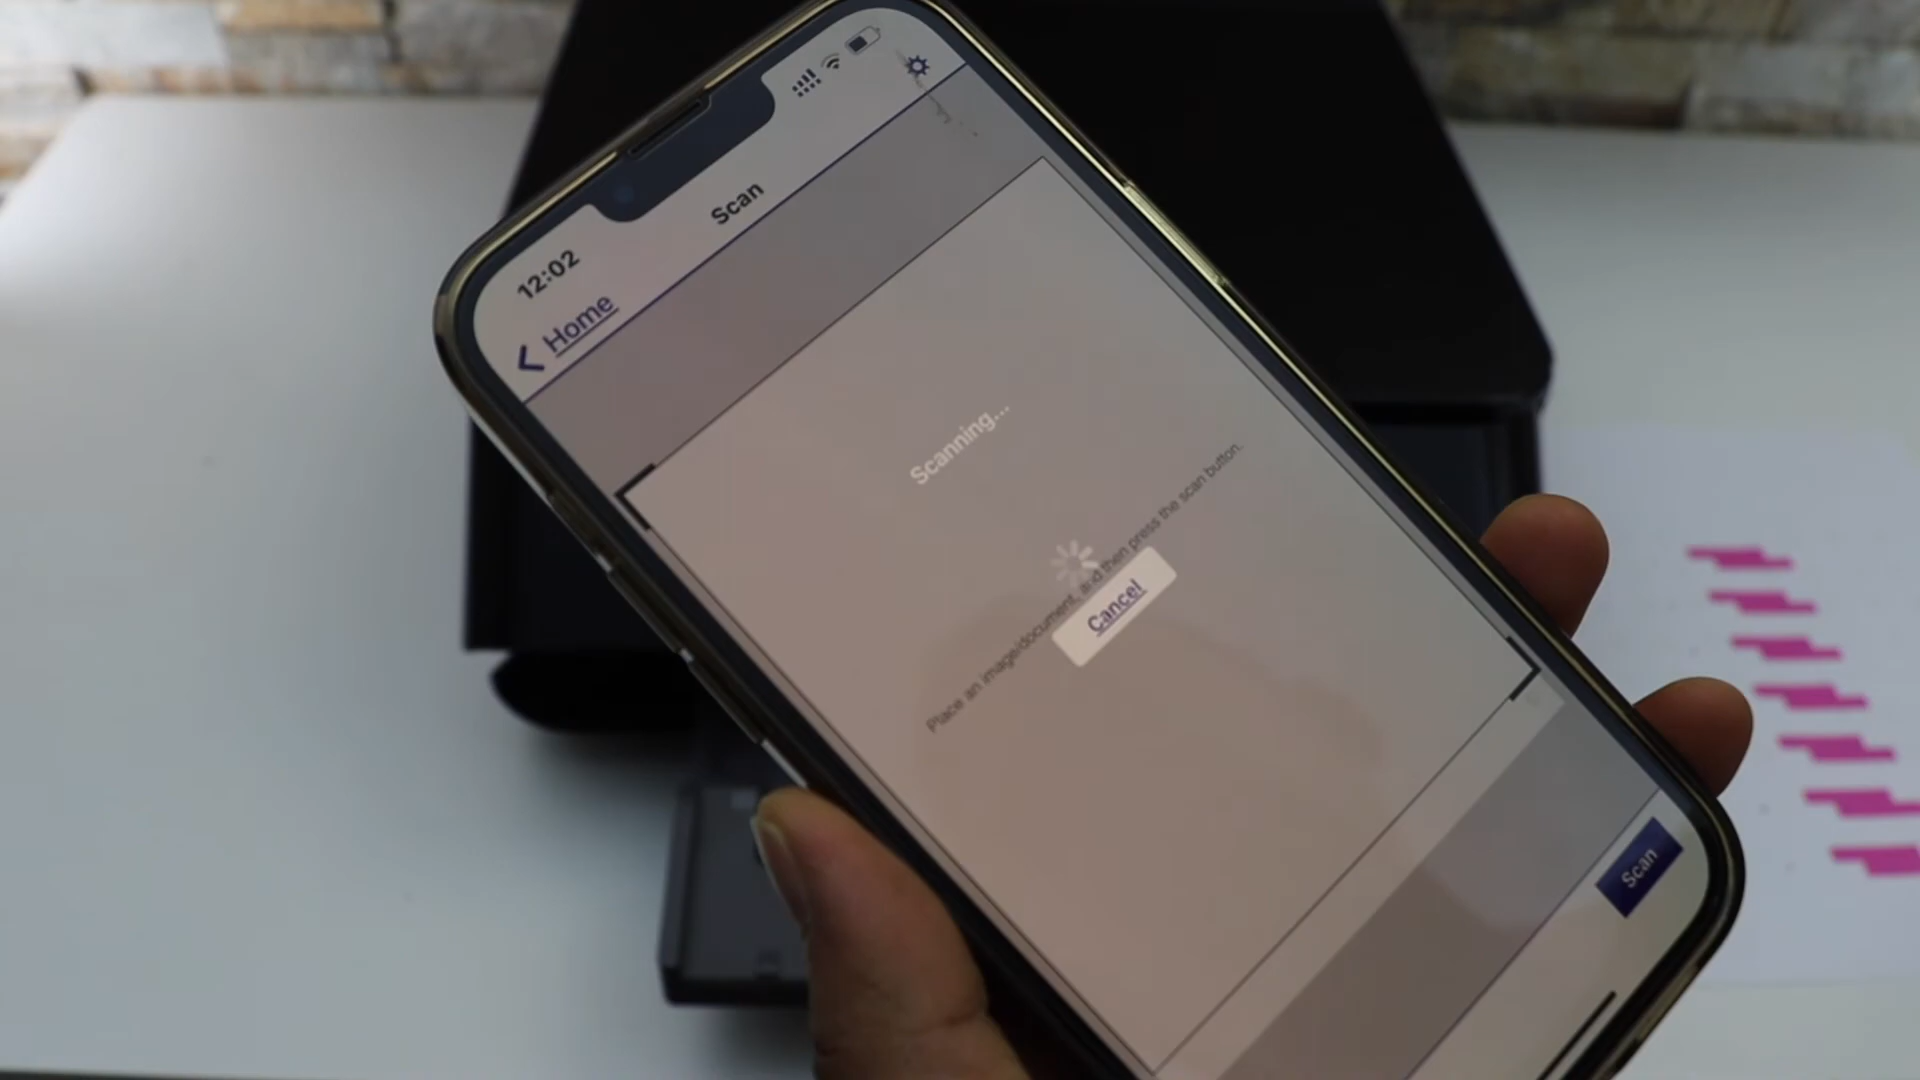 12:02
Scan
Home
Scanning...
Place an image/document, and then press the scan button.
Cancel
Scan